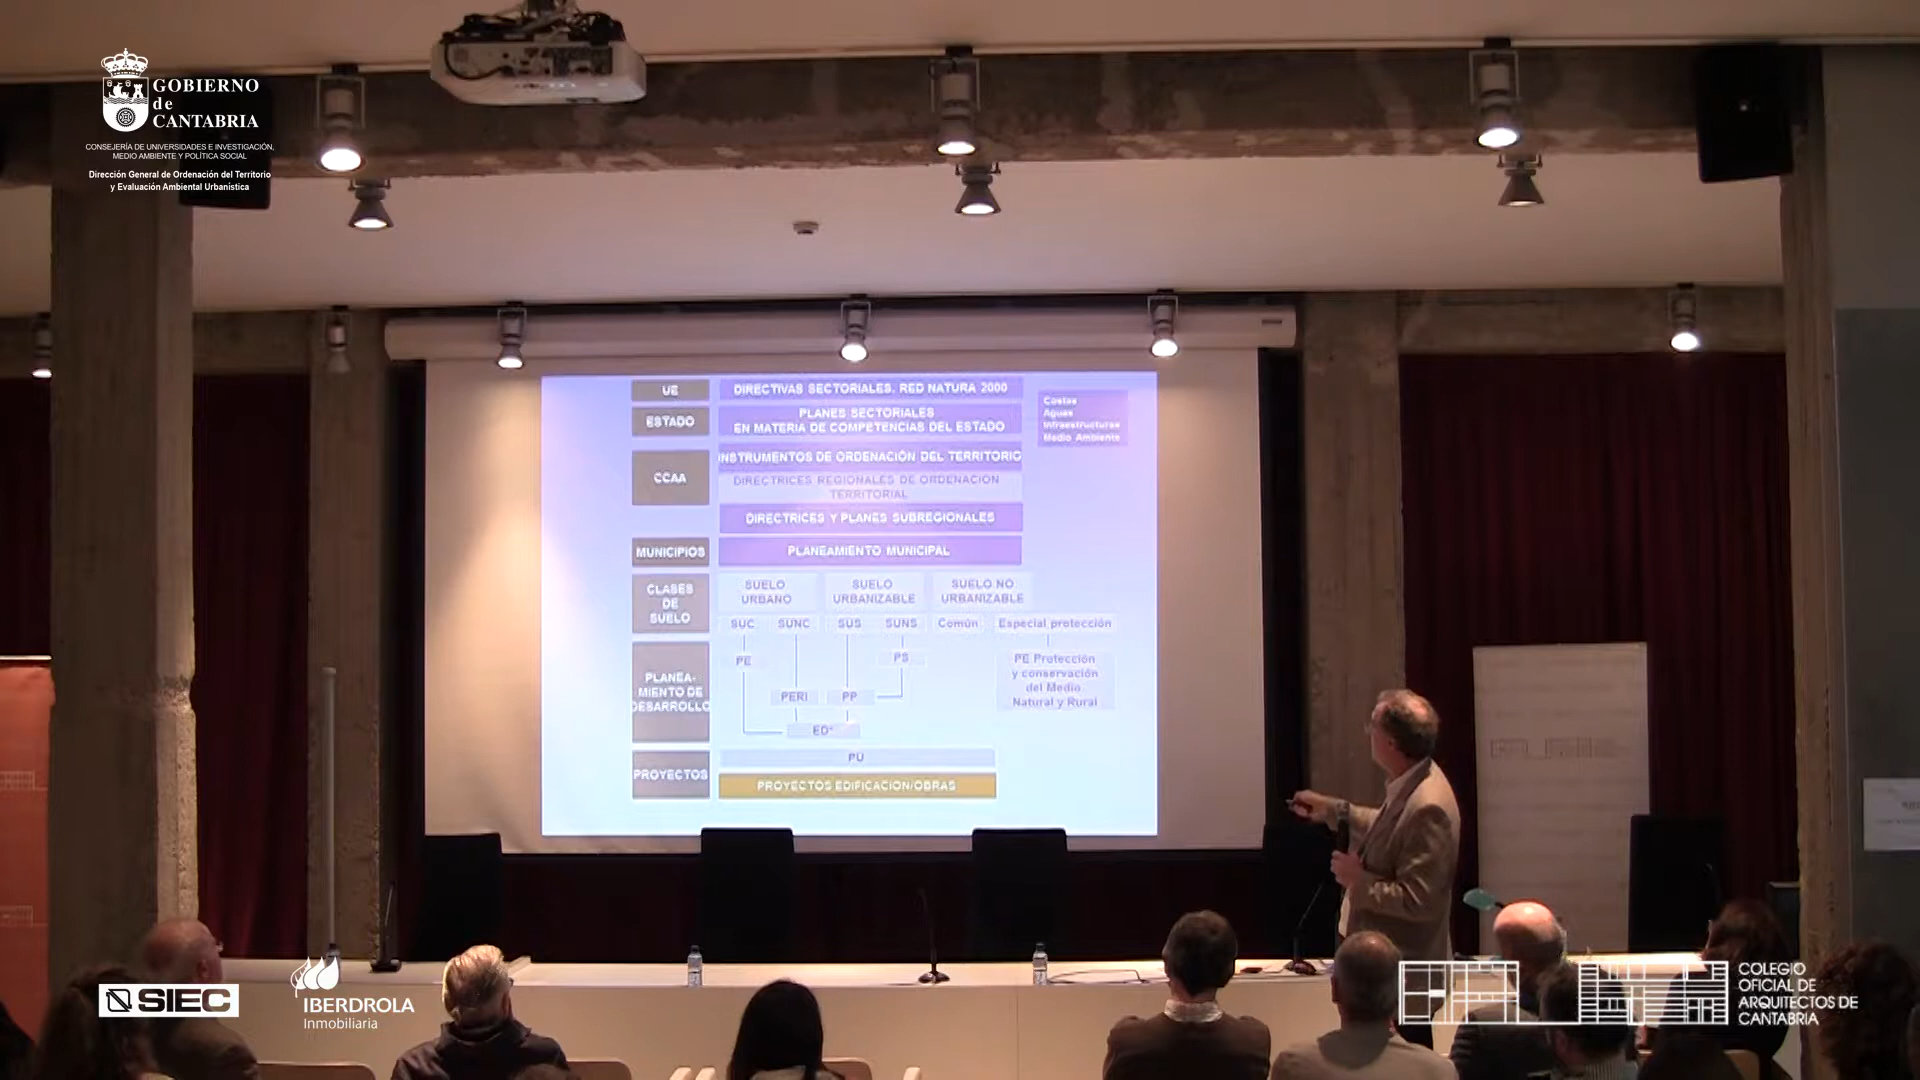 GOBIERNO
de
CANTABRIA
CONSEJERÍA DE UNIVERSIDADES E INVESTIGACIÓN,
MEDIO AMBIENTE Y POLÍTICA SOCIAL
Dirección General de Ordenación del Territorio
y Evaluación Ambiental Urbanística
UE
DIRECTIVAS SECTORIALES. RED NATURA 2000
ESTADO
PLANES SECTORIALES
EN MATERIA DE COMPETENCIAS DEL ESTADO
Costas
Aguas
Infraestructuras
Medio Ambiente
CCAA
INSTRUMENTOS DE ORDENACIÓN DEL TERRITORIO
DIRECTRICES REGIONALES DE ORDENACION
TERRITORIAL
DIRECTRICES Y PLANES SUBREGIONALES
MUNICIPIOS
PLANEAMIENTO MUNICIPAL
CLASES
DE
SUELO
SUELO
URBANO
SUELO
URBANIZABLE
SUELO NO
URBANIZABLE
SUC SUNC SUS SUNS Común Especial protección
PLANEA-
MIENTO DE
DESARROLLO
PE
PS
PERI
PP
ED*
PE Protección
y conservación
del Medio
Natural y Rural
PROYECTOS
PU
PROYECTOS EDIFICACION/OBRAS
SIEC
IBERDROLA
Inmobiliaria
COLEGIO
OFICIAL DE
ARQUITECTOS DE
CANTABRIA